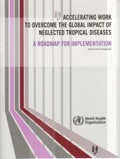 ACCELERATING WORK
TO OVERCOME THE GLOBAL IMPACT OF
NEGLECTED TROPICAL DISEASES
A ROADMAP FOR IMPLEMENTATION
World Health
Organization